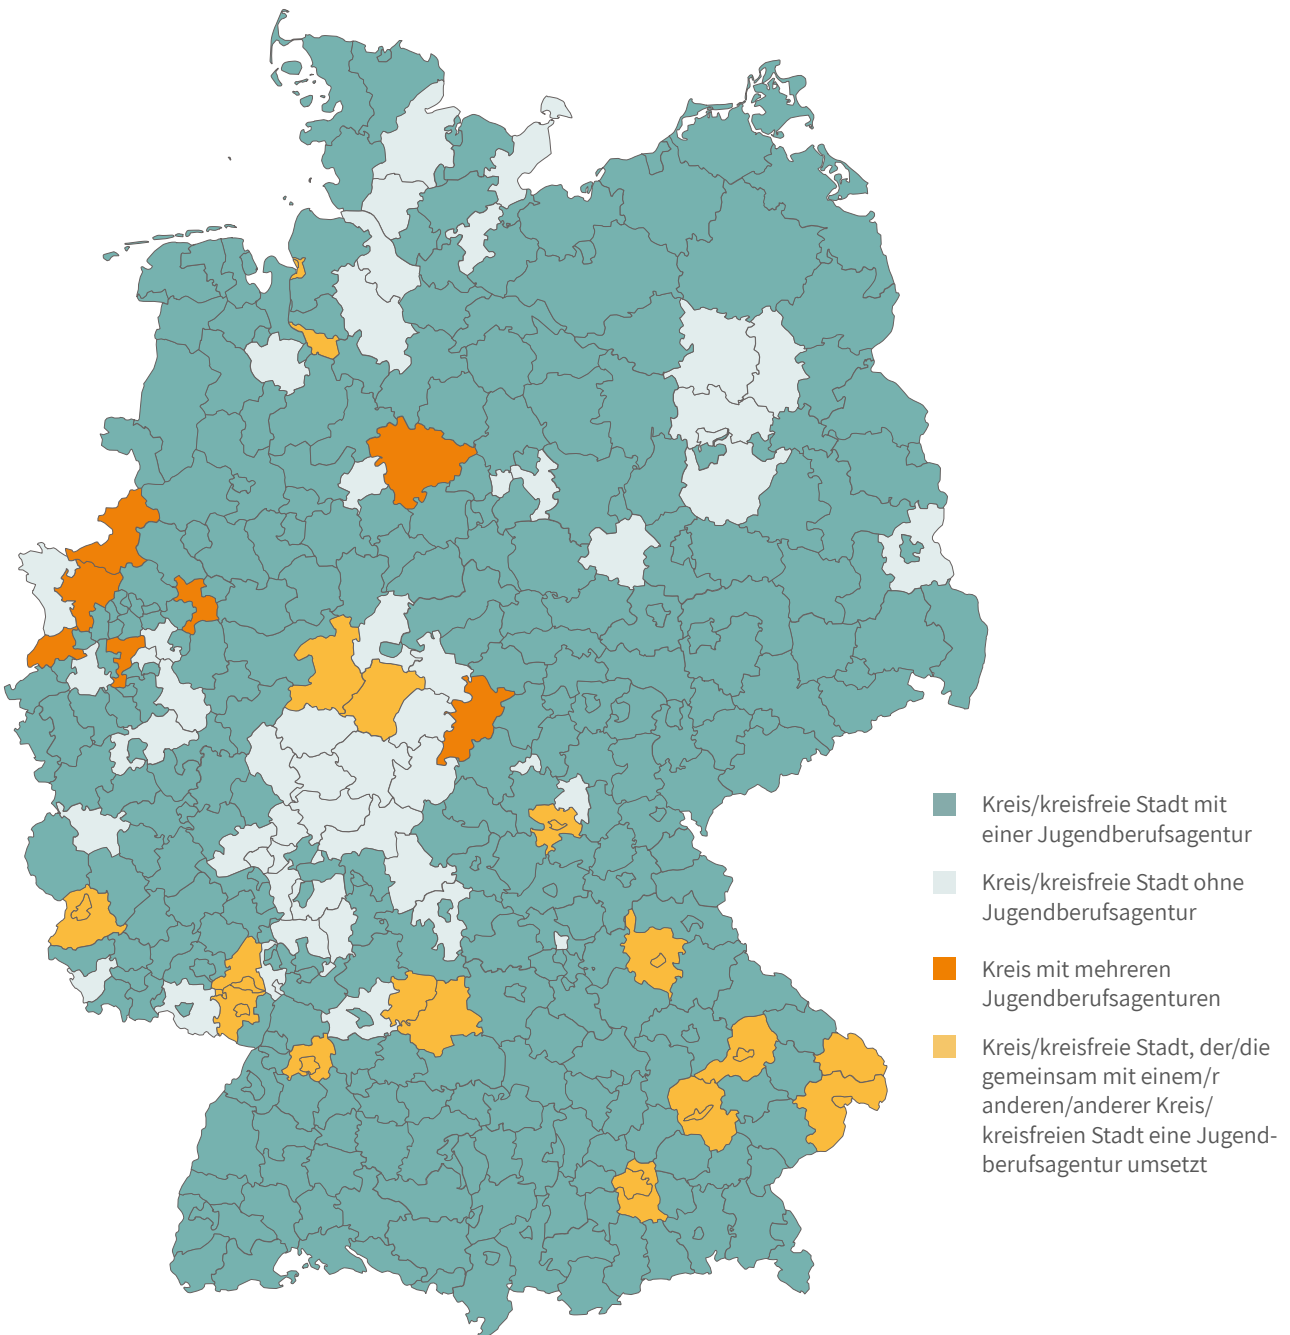 Kreis/kreisfreie Stadt mit
einer Jugendberufsagentur
Kreis/kreisfreie Stadt ohne
Jugendberufsagentur
Kreis mit mehreren
Jugendberufsagenturen
Kreis/kreisfreie Stadt, der/die
gemeinsam mit einem/r
anderen/anderer Kreis/
kreisfreien Stadt eine Jugend-
berufsagentur umsetzt